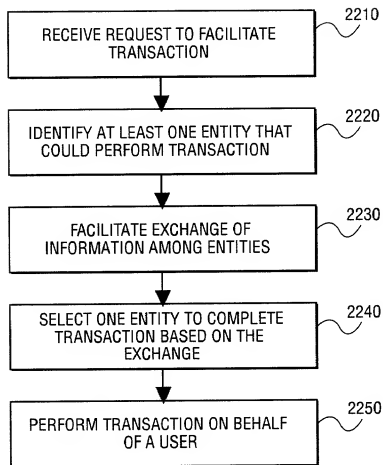 RECEIVE REQUEST TO FACILITATE
TRANSACTION
2210
IDENTIFY AT LEAST ONE ENTITY THAT
COULD PERFORM TRANSACTION
2220
FACILITATE EXCHANGE OF
INFORMATION AMONG ENTITIES
2230
SELECT ONE ENTITY TO COMPLETE
TRANSACTION BASED ON THE
EXCHANGE
2240
PERFORM TRANSACTION ON BEHALF
OF A USER
2250